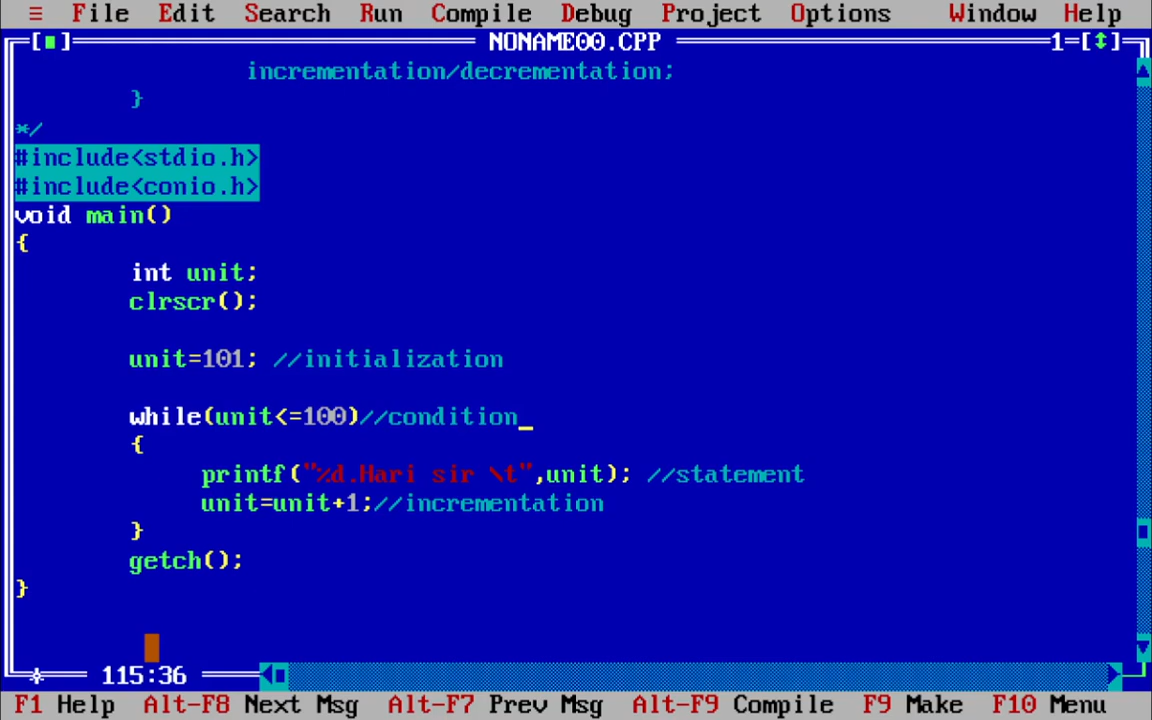 ≡ File Edit Search Run Compile Debug Project Options Window Help
[■] NONAME00.CPP 1=[↕]
incrementation/decrementation;
}
*/
#include<stdio.h>
#include<conio.h>
void main()
{
int unit;
clrscr();
unit=101; //initialization
while(unit<=100)//condition_
{
printf("%d.Hari sir \t",unit); //statement
unit=unit+1;//incrementation
}
getch();
}
115:36
F1 Help Alt-F8 Next Msg Alt-F7 Prev Msg Alt-F9 Compile F9 Make F10 Menu